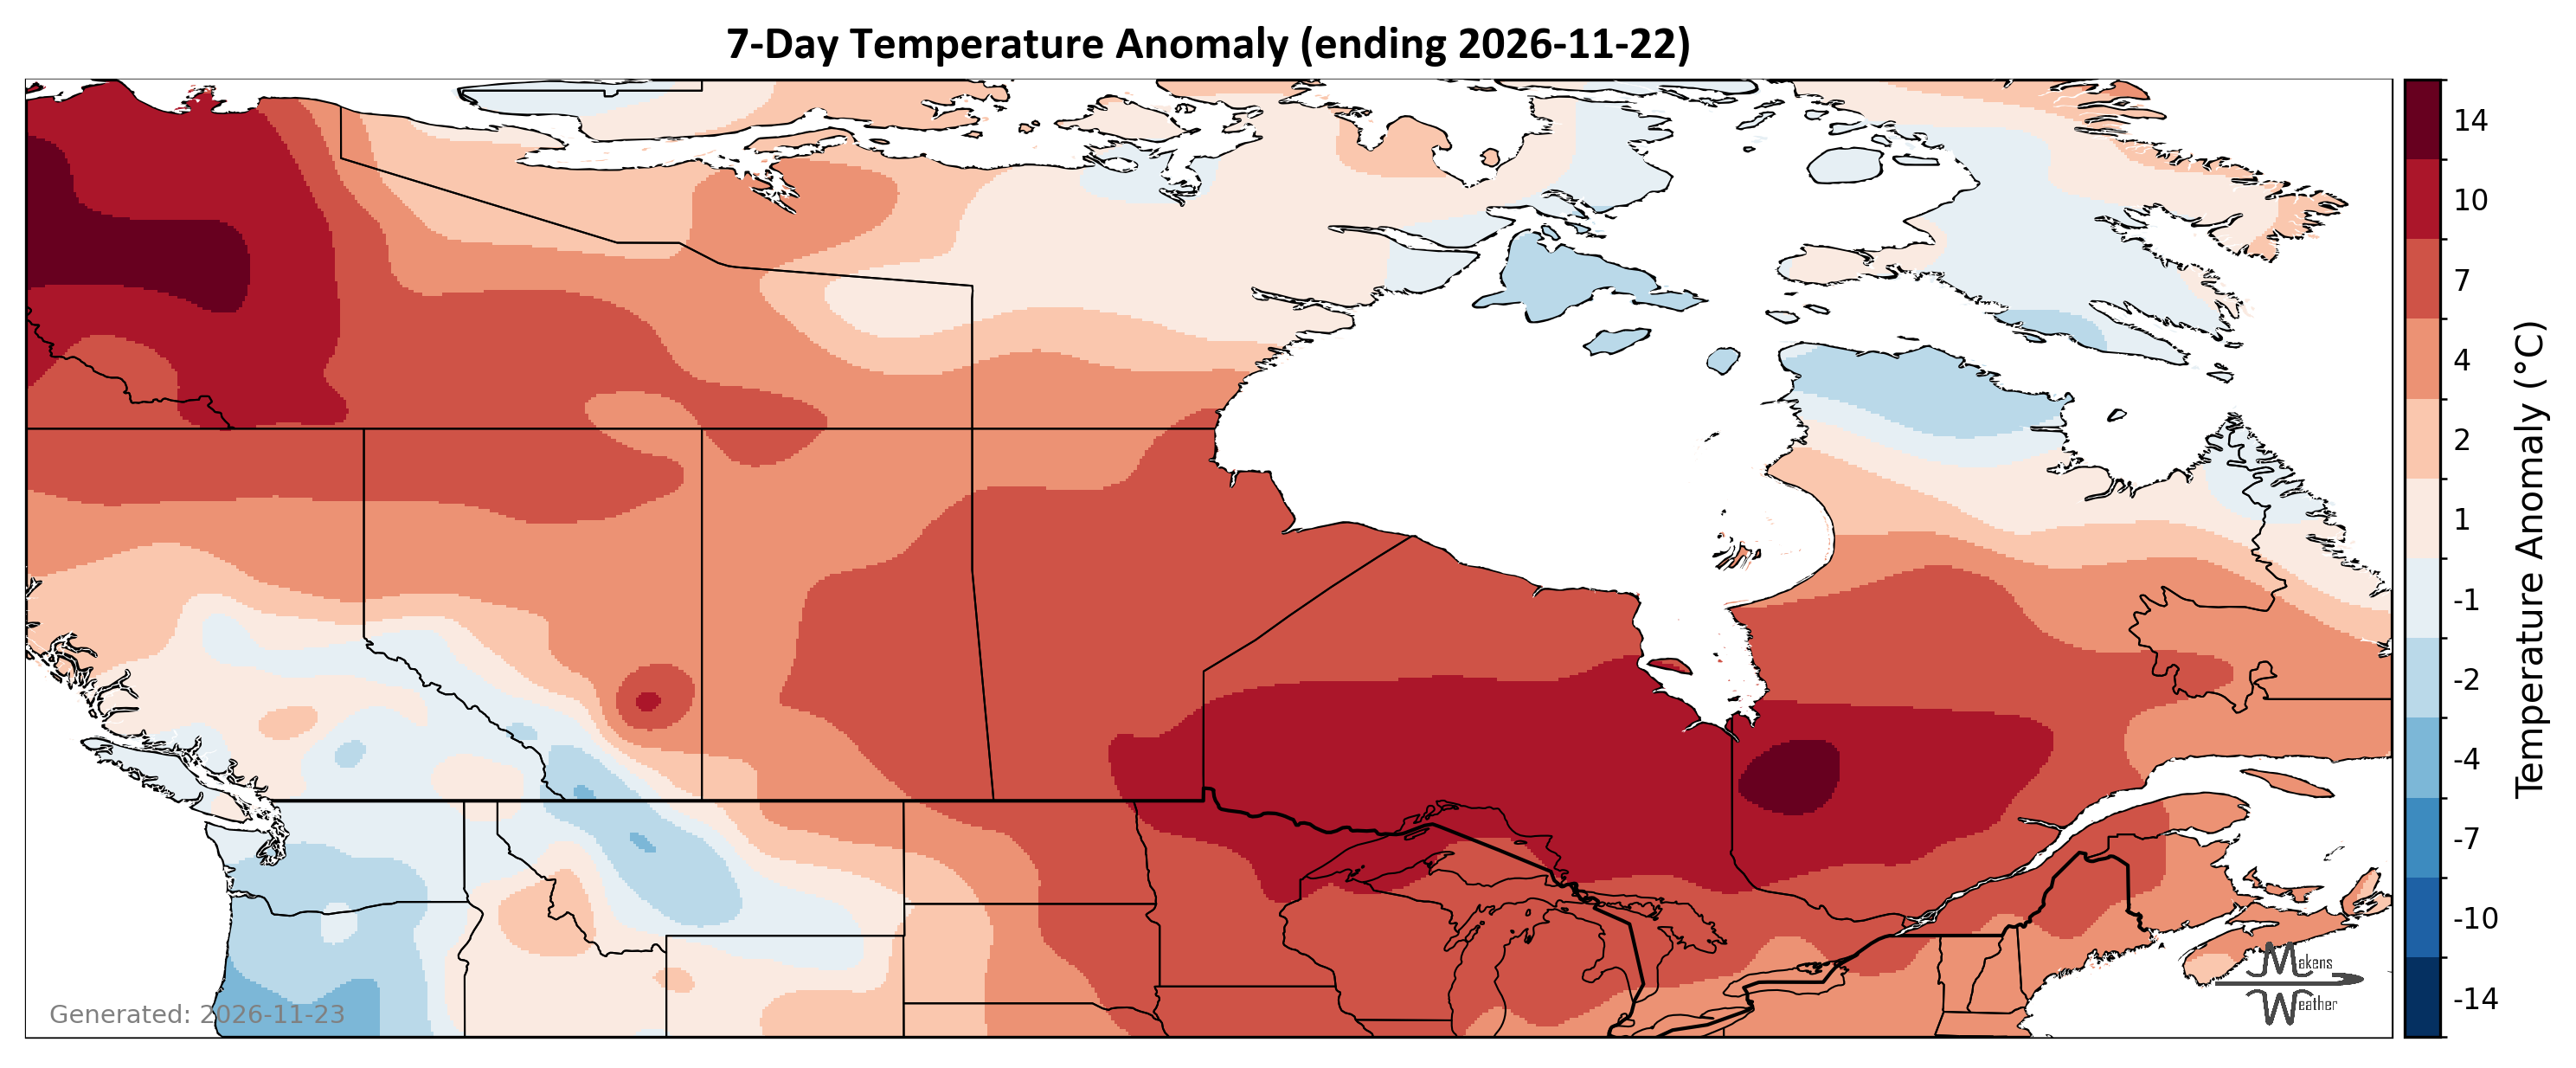 7-Day Temperature Anomaly (ending 2026-11-22)
14
10
7
4
2
1
-1
-2
-4
-7
-10
-14
Temperature Anomaly (°C)
Generated: 2026-11-23
Makens
Weather